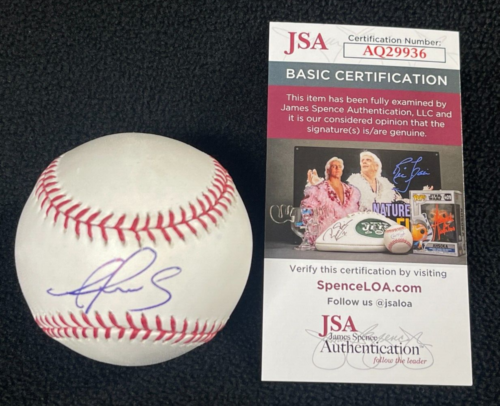 JSA
Certification Number:
AQ29936
BASIC CERTIFICATION
This item has been fully examined by
James Spence Authentication, LLC and
it is our considered opinion that the
signature(s) is/are genuine.
NATURE
JETS
STAR WARS
Verify this certification by visiting
SpenceLOA.com
Follow us @jsaloa
JSA
James Spence
Authentication
follow the leader